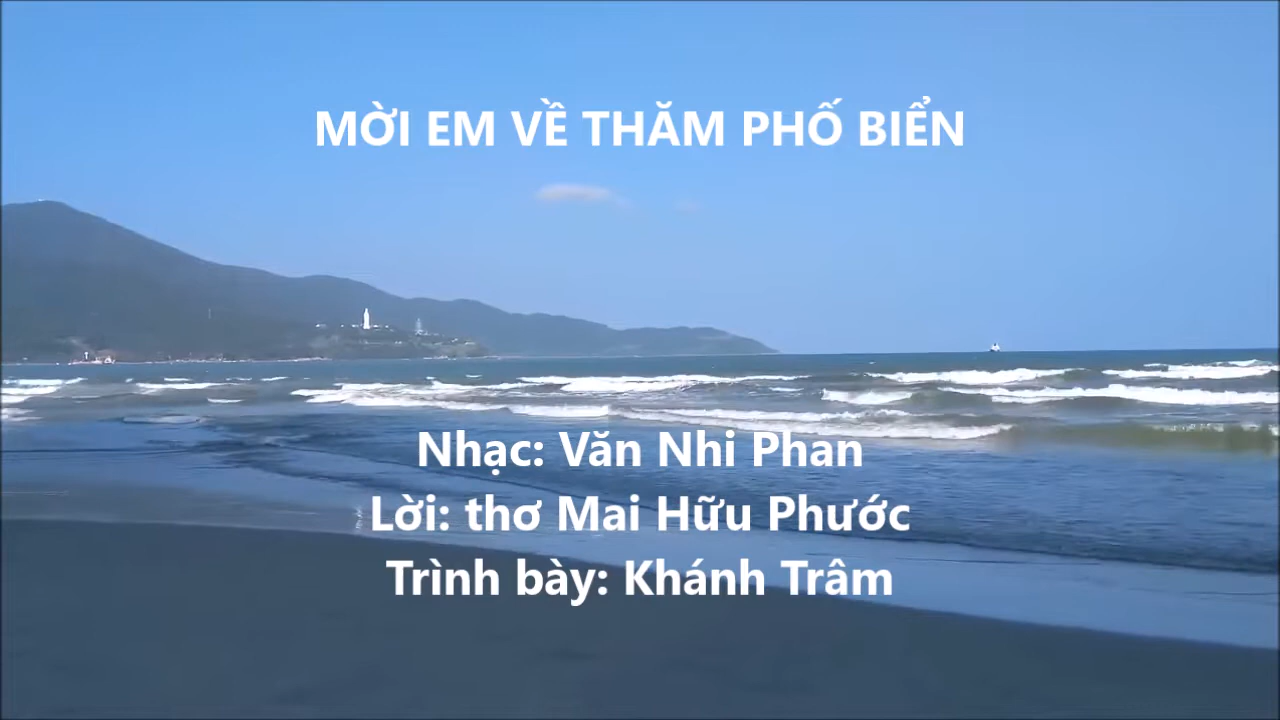 MỜI EM VỀ THĂM PHỐ BIỂN
Nhạc: Văn Nhi Phan
Lời: thơ Mai Hữu Phước
Trình bày: Khánh Trâm